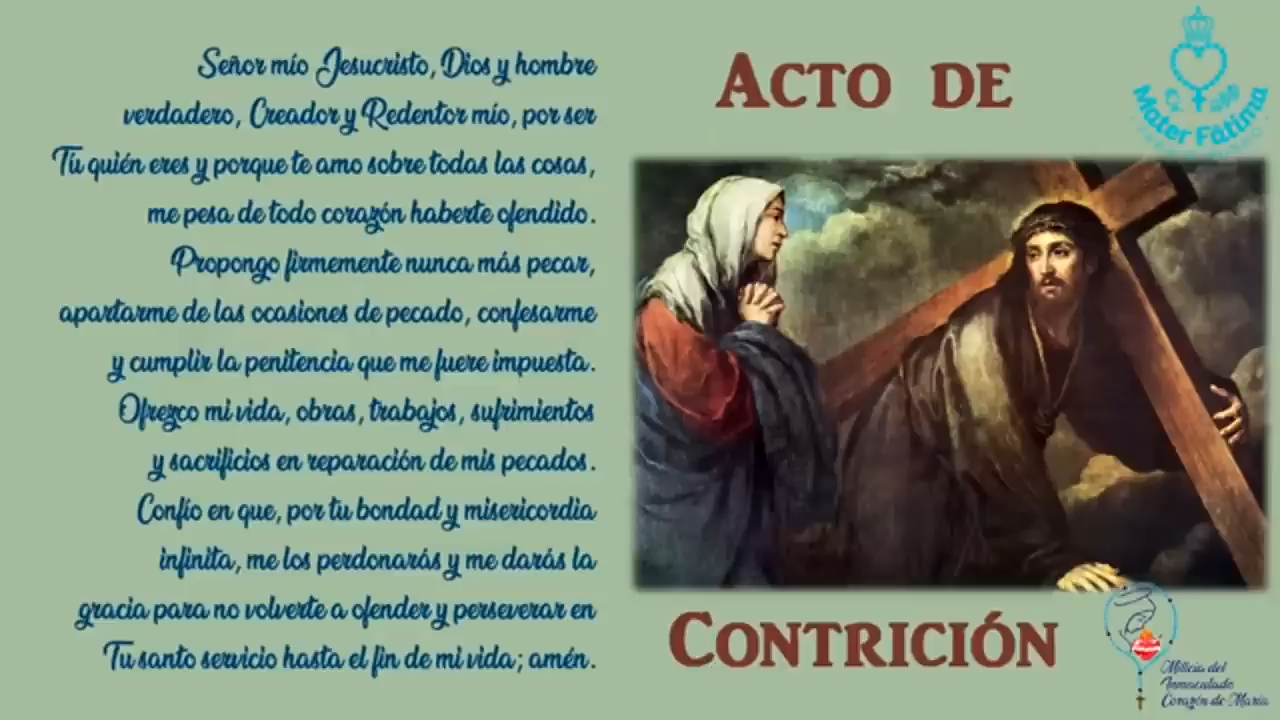 Señor mío Jesucristo, Dios y hombre
verdadero, Creador y Redentor mío, por ser
Tú quién eres y porque te amo sobre todas las cosas,
me pesa de todo corazón haberte ofendido.
Propongo firmemente nunca más pecar,
apartarme de las ocasiones de pecado, confesarme
y cumplir la penitencia que me fuere impuesta.
Ofrezco mi vida, obras, trabajos, sufrimientos
y sacrificios en reparación de mis pecados.
Confío en que, por tu bondad y misericordia
infinita, me los perdonarás y me darás la
gracia para no volverte a ofender y perseverar en
Tu santo servicio hasta el fin de mi vida; amén.
ACTO DE
CONTRICIÓN
Mater Fàtima
Milicia del
Inmaculado
Corazón de María